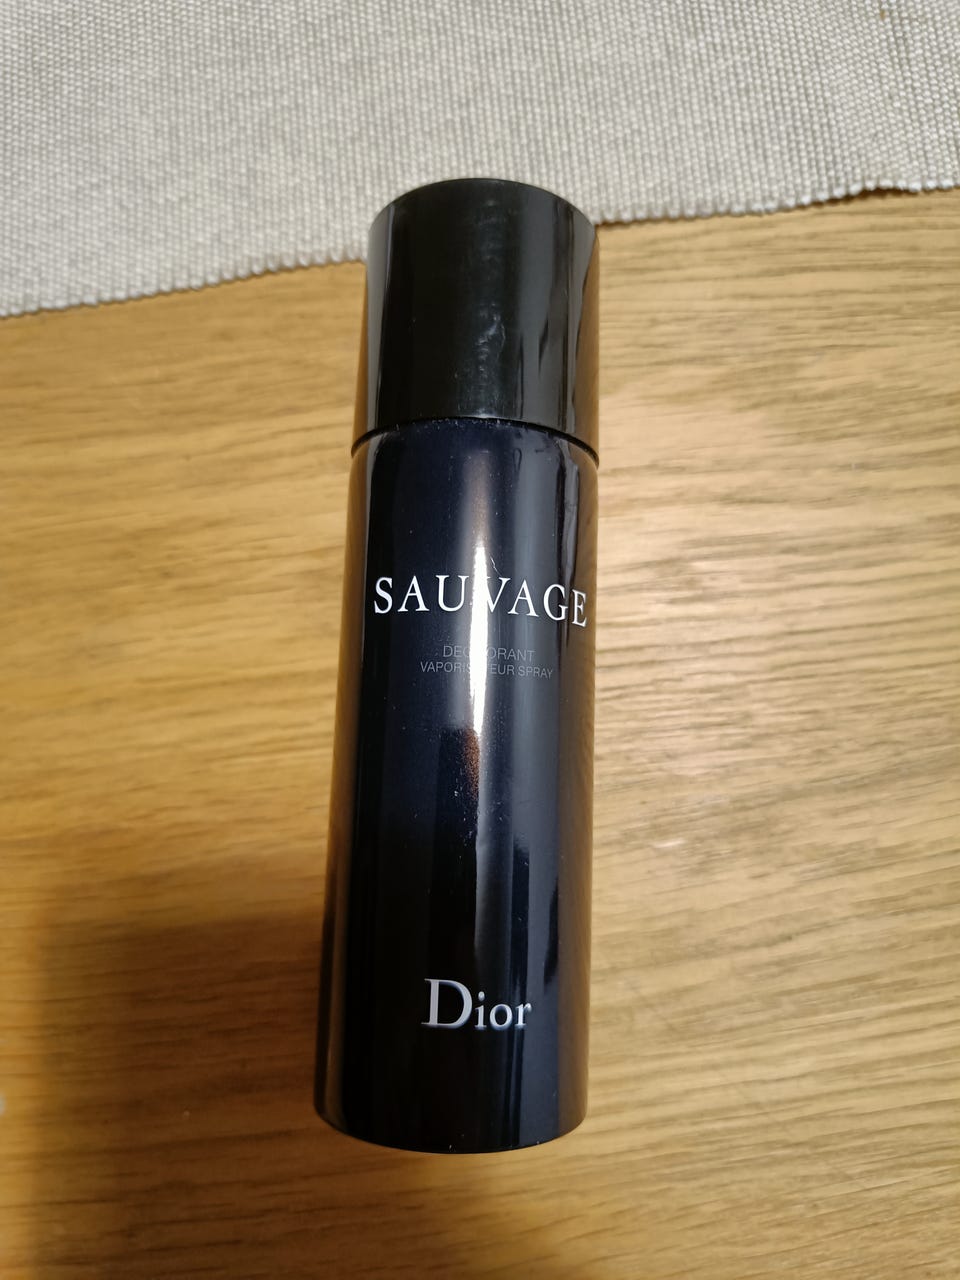 SAUVAGE
DEODORANT
VAPORISATEUR SPRAY
Dior